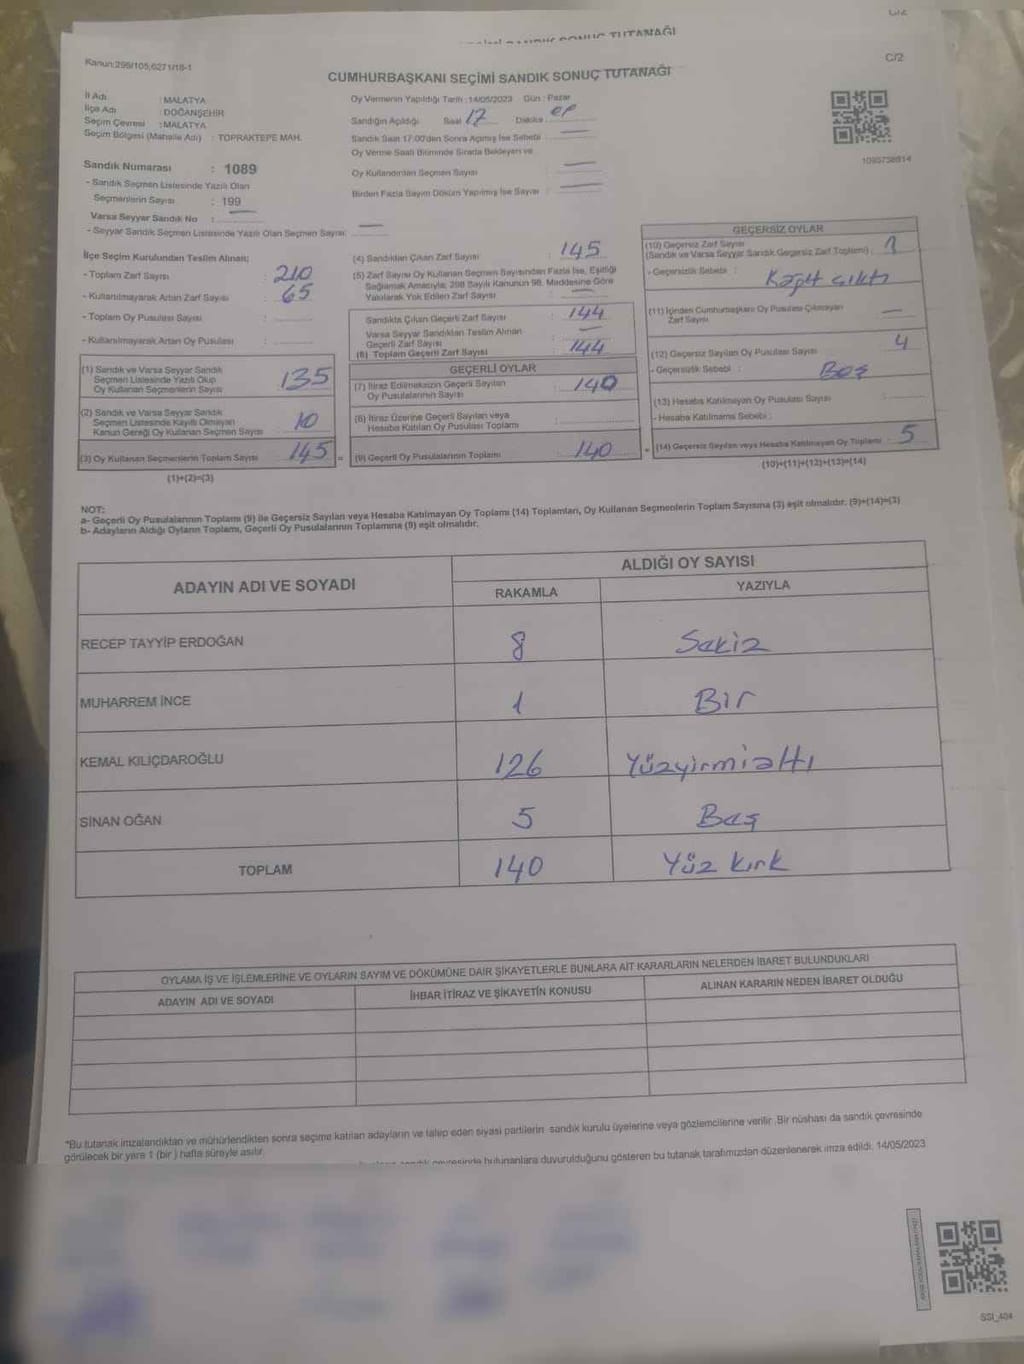 C/2
Kanun:298/105,6271/18-1
C/2
CUMHURBAŞKANI SEÇİMİ SANDIK SONUÇ TUTANAĞI
İl Adı : MALATYA
İlçe Adı : DOĞANŞEHİR
Seçim Çevresi : MALATYA
Seçim Bölgesi (Mahalle Adı) : TOPRAKTEPE MAH.
Oy Vermenin Yapıldığı Tarih : 14/05/2023 Gün : Pazar
Sandığın Açıldığı Saat : 17 Dakika :
Sandık Saat 17:00'den Sonra Açımış İse Sebebi :
Oy Verme Saati Bitiminde Sırada Bekleyen ve
Oy Kullandırılan Seçmen Sayısı :
Birden Fazla Sayım Döküm Yapılmış İse Sayısı :
1095758914
Sandık Numarası : 1089
- Sandık Seçmen Listesinde Yazılı Olan
Seçmenlerin Sayısı : 199
Varsa Seyyar Sandık No :
- Seyyar Sandık Seçmen Listesinde Yazılı Olan Seçmen Sayısı:
İlçe Seçim Kurulundan Teslim Alınan;
- Toplam Zarf Sayısı : 210
- Kullanılmayarak Artan Zarf Sayısı : 65
- Toplam Oy Pusulası Sayısı :
- Kullanılmayarak Artan Oy Pusulası :
(1) Sandık ve Varsa Seyyar Sandık
Seçmen Listesinde Yazılı Olup
Oy Kullanan Seçmenlerin Sayısı : 135
(2) Sandık ve Varsa Seyyar Sandık
Seçmen Listesinde Kayıtlı Olmayan
Kanun Gereği Oy Kullanan Seçmen Sayısı : 10
(3) Oy Kullanan Seçmenlerin Toplam Sayısı : 145
(1)+(2)=(3)
(4) Sandıktan Çıkan Zarf Sayısı : 145
(5) Zarf Sayısı Oy Kullanan Seçmen Sayısından Fazla İse, Eşitliği
Sağlamak Amacıyla; 298 Sayılı Kanunun 98. Maddesine Göre
Yakılarak Yok Edilen Zarf Sayısı :
Sandıkta Çıkan Geçerli Zarf Sayısı : 144
Varsa Seyyar Sandıktan Teslim Alınan
Geçerli Zarf Sayısı :
(6) Toplam Geçerli Zarf Sayısı : 144
GEÇERLİ OYLAR
(7) İtiraz Edilmeksizin Geçerli Sayılan
Oy Pusulasının Sayısı : 140
(8) İtiraz Üzerine Geçerli Sayılan veya
Hesaba Katılan Oy Pusulası Toplamı :
= (9) Geçerli Oy Pusulalarının Toplamı : 140
GEÇERSİZ OYLAR
(10) Geçersiz Zarf Sayısı
(Sandık ve Varsa Seyyar Sandık Geçersiz Zarf Toplamı) : 1
- Geçersizlik Sebebi : çıktı
(11) İçinden Cumhurbaşkanı Oy Pusulası Çıkmayan
Zarf Sayısı :
(12) Geçersiz Sayılan Oy Pusulası Sayısı : 4
- Geçersizlik Sebebi : Boş
(13) Hesaba Katılmayan Oy Pusulası Sayısı :
- Hesaba Katılmama Sebebi :
+ (14) Geçersiz Sayılan veya Hesaba Katılmayan Oy Toplamı : 5
(10)+(11)+(12)+(13)=(14)
NOT:
a- Geçerli Oy Pusulalarının Toplamı (9) ile Geçersiz Sayılan veya Hesaba Katılmayan Oy Toplamı (14) Toplamları, Oy Kullanan Seçmenlerin Toplam Sayısına (3) eşit olmalıdır. (9)+(14)=(3)
b- Adayların Aldığı Oyların Toplamı, Geçerli Oy Pusulalarının Toplamına (9) eşit olmalıdır.
ADAYIN ADI VE SOYADI
ALDIĞI OY SAYISI
RAKAMLA YAZIYLA
RECEP TAYYİP ERDOĞAN 8 Sekiz
MUHARREM İNCE 1 Bir
KEMAL KILIÇDAROĞLU 126 Yüzyirmialtı
SİNAN OĞAN 5 Beş
TOPLAM 140 Yüz kırk
OYLAMA İŞ VE İŞLEMLERİNE VE OYLARIN SAYIM VE DÖKÜMÜNE DAİR ŞİKAYETLERLE BUNLARA AİT KARARLARIN NELERDEN İBARET BULUNDUKLARI
ADAYIN ADI VE SOYADI İHBAR İTİRAZ VE ŞİKAYETİN KONUSU ALINAN KARARIN NEDEN İBARET OLDUĞU
*Bu tutanak imzalandıktan ve mühürlendikten sonra seçime katılan adayların ve talep eden siyasi partilerin sandık kurulu üyelerine veya gözlemcilerine verilir. Bir nüshası da sandık çevresinde
görülecek bir yere 1 (bir) hafta süreyle asılır.
çevresinde bulunanlara duyurulduğunu gösteren bu tutanak tarafımızdan düzenlenerek imza edildi. 14/05/2023
SSI_404